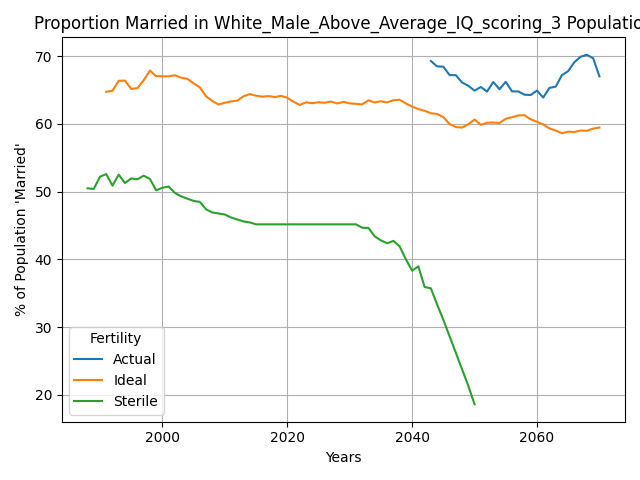 Proportion Married in White_Male_Above_Average_IQ_scoring_3 Populatio
% of Population 'Married'
70
60
50
40
30
20
Fertility
Actual
Ideal
Sterile
2000
2020
2040
2060
Years